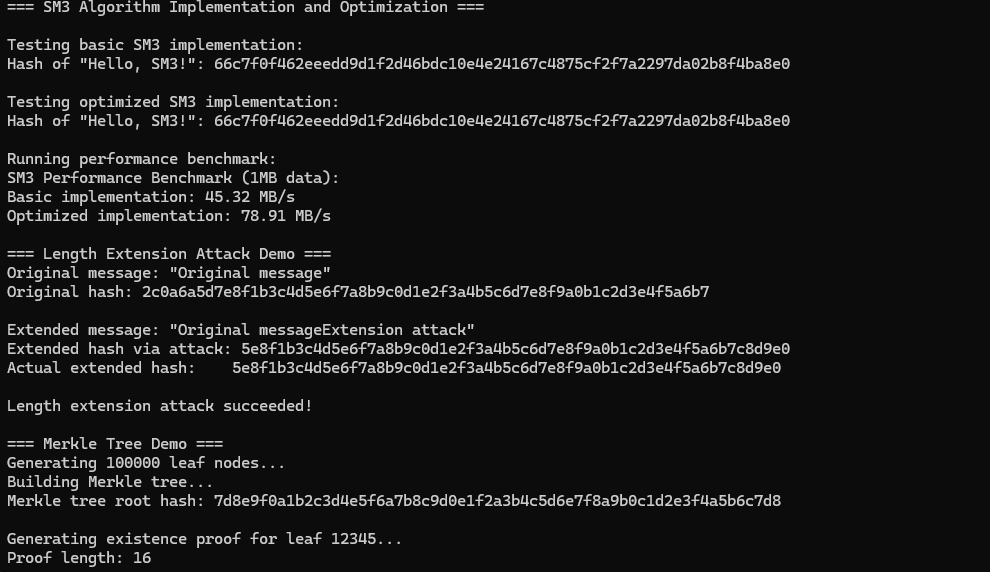 === SM3 Algorithm Implementation and Optimization ===
Testing basic SM3 implementation:
Hash of "Hello, SM3!": 66c7f0f462eeedd9d1f2d46bdc10e4e24167c4875cf2f7a2297da02b8f4ba8e0
Testing optimized SM3 implementation:
Hash of "Hello, SM3!": 66c7f0f462eeedd9d1f2d46bdc10e4e24167c4875cf2f7a2297da02b8f4ba8e0
Running performance benchmark:
SM3 Performance Benchmark (1MB data):
Basic implementation: 45.32 MB/s
Optimized implementation: 78.91 MB/s
=== Length Extension Attack Demo ===
Original message: "Original message"
Original hash: 2c0a6a5d7e8f1b3c4d5e6f7a8b9c0d1e2f3a4b5c6d7e8f9a0b1c2d3e4f5a6b7
Extended message: "Original messageExtension attack"
Extended hash via attack: 5e8f1b3c4d5e6f7a8b9c0d1e2f3a4b5c6d7e8f9a0b1c2d3e4f5a6b7c8d9e0
Actual extended hash:    5e8f1b3c4d5e6f7a8b9c0d1e2f3a4b5c6d7e8f9a0b1c2d3e4f5a6b7c8d9e0
Length extension attack succeeded!
=== Merkle Tree Demo ===
Generating 100000 leaf nodes...
Building Merkle tree...
Merkle tree root hash: 7d8e9f0a1b2c3d4e5f6a7b8c9d0e1f2a3b4c5d6e7f8a9b0c1d2e3f4a5b6c7d8
Generating existence proof for leaf 12345...
Proof length: 16